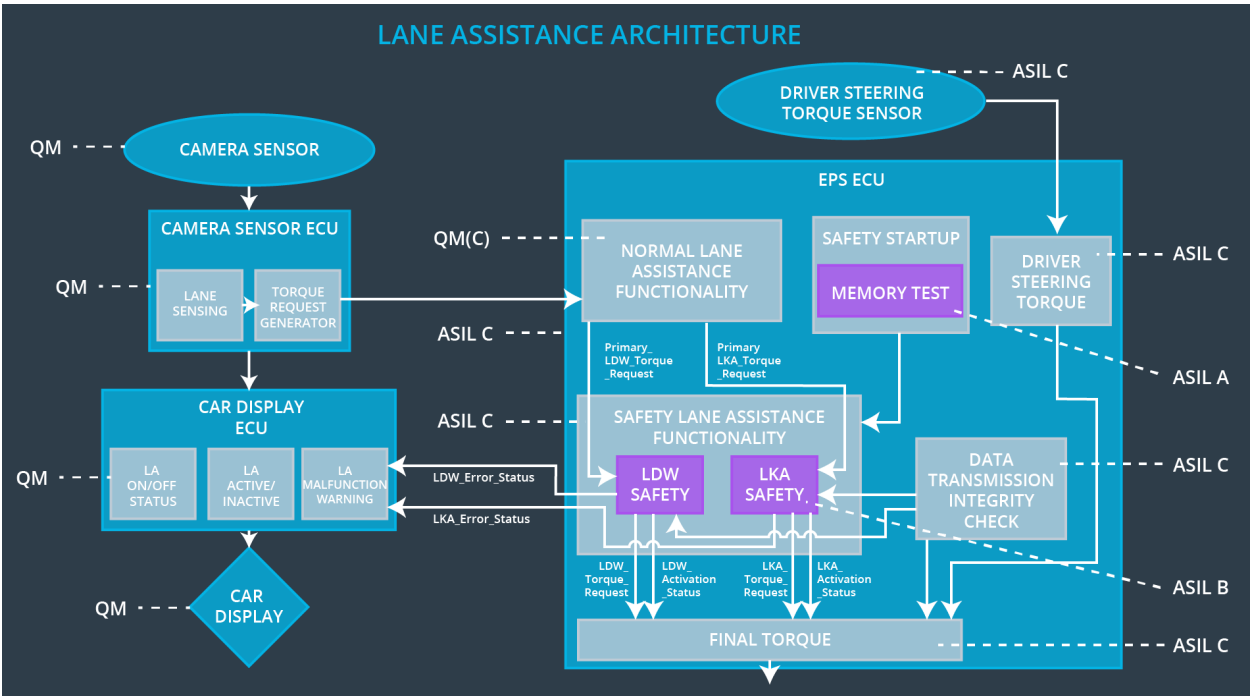 LANE ASSISTANCE ARCHITECTURE
ASIL C
DRIVER STEERING
TORQUE SENSOR
QM
CAMERA SENSOR
EPS ECU
CAMERA SENSOR ECU
QM(C)
NORMAL LANE
ASSISTANCE
FUNCTIONALITY
SAFETY STARTUP
MEMORY TEST
DRIVER
STEERING
TORQUE
ASIL C
QM
LANE
SENSING
TORQUE
REQUEST
GENERATOR
ASIL C
Primary_
LDW_Torque
_Request
Primary
LKA_Torque
_Request
ASIL A
CAR DISPLAY
ECU
ASIL C
SAFETY LANE ASSISTANCE
FUNCTIONALITY
QM
LA
ON/OFF
STATUS
LA
ACTIVE/
INACTIVE
LA
MALFUNCTION
WARNING
LDW_Error_Status
LKA_Error_Status
LDW
SAFETY
LKA
SAFETY
DATA
TRANSMISSION
INTEGRITY
CHECK
ASIL C
LDW_
Torque_
Request
LDW_
Activation
_Status
LKA_
Torque_
Request
LKA_
Activation
_Status
ASIL B
QM
CAR
DISPLAY
FINAL TORQUE
ASIL C